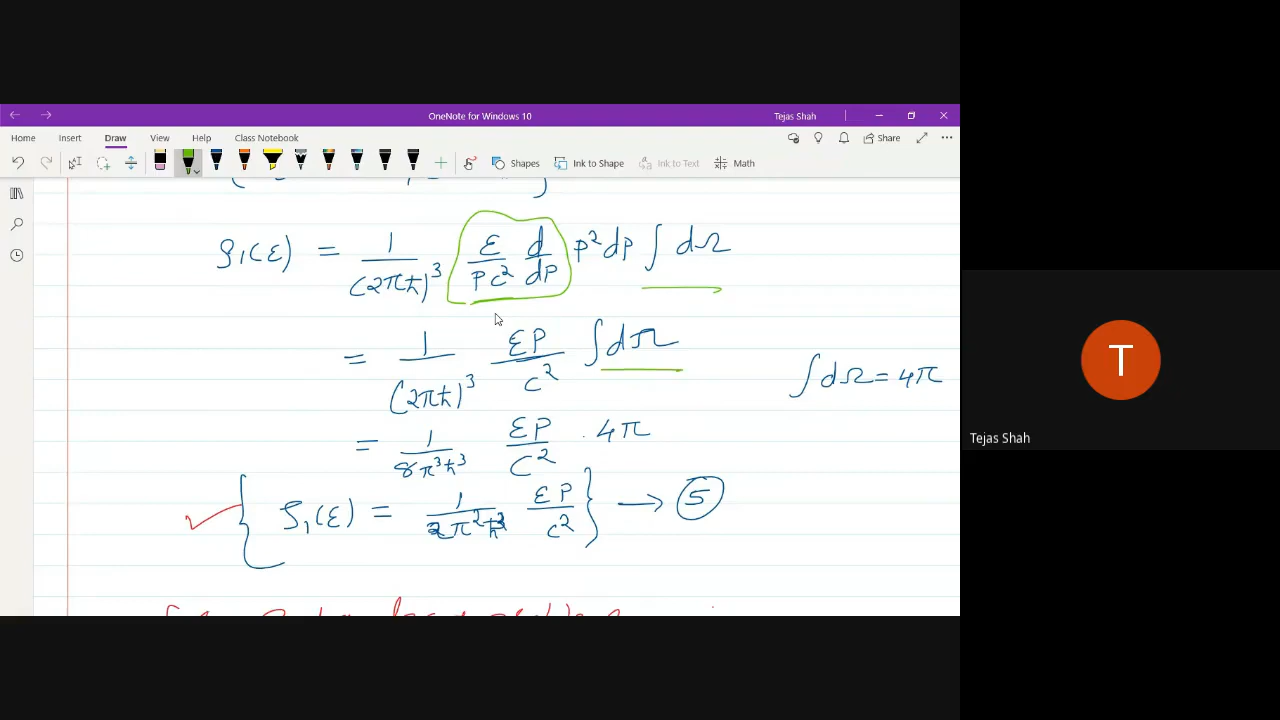 OneNote for Windows 10
Tejas Shah
Home Insert Draw View Help Class Notebook
Share
Shapes Ink to Shape Ink to Text Math
ρ₁(ε) = 1/(2πħ)³ ε/pc² d/dp p² dp ∫ dΩ
= 1/(2πħ)³ εp/c² ∫ dΩ
∫ dΩ = 4π
= 1/8π³ħ³ εp/c² . 4π
{ ρ₁(ε) = 1/2π²ħ³ εp/c² } → 5
T
Tejas Shah